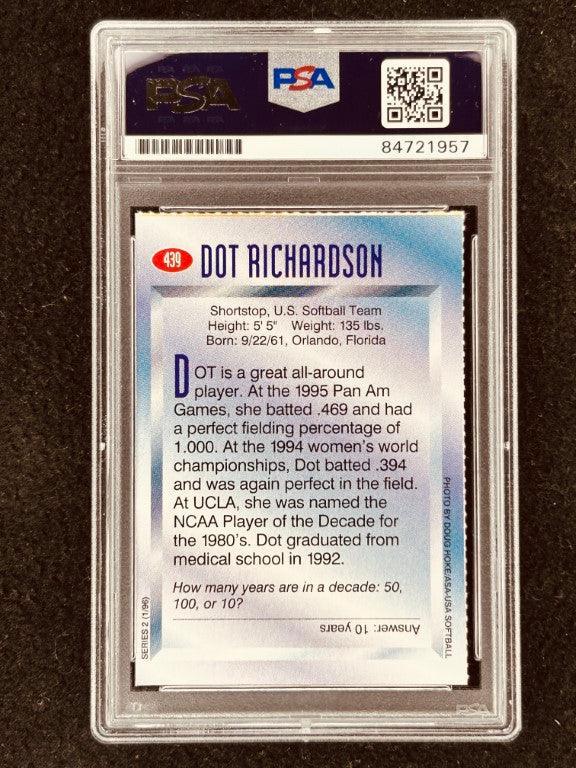 PSA
PSA
84721957
439 DOT RICHARDSON
Shortstop, U.S. Softball Team
Height: 5' 5" Weight: 135 lbs.
Born: 9/22/61, Orlando, Florida
DOT is a great all-around
player. At the 1995 Pan Am
Games, she batted .469 and had
a perfect fielding percentage of
1.000. At the 1994 women's world
championships, Dot batted .394
and was again perfect in the field.
At UCLA, she was named the
NCAA Player of the Decade for
the 1980's. Dot graduated from
medical school in 1992.
How many years are in a decade: 50,
100, or 10?
Answer: 10 years
SERIES 2 (1/96)
PHOTO BY DOUG HOKE/ASA-USA SOFTBALL
PSA